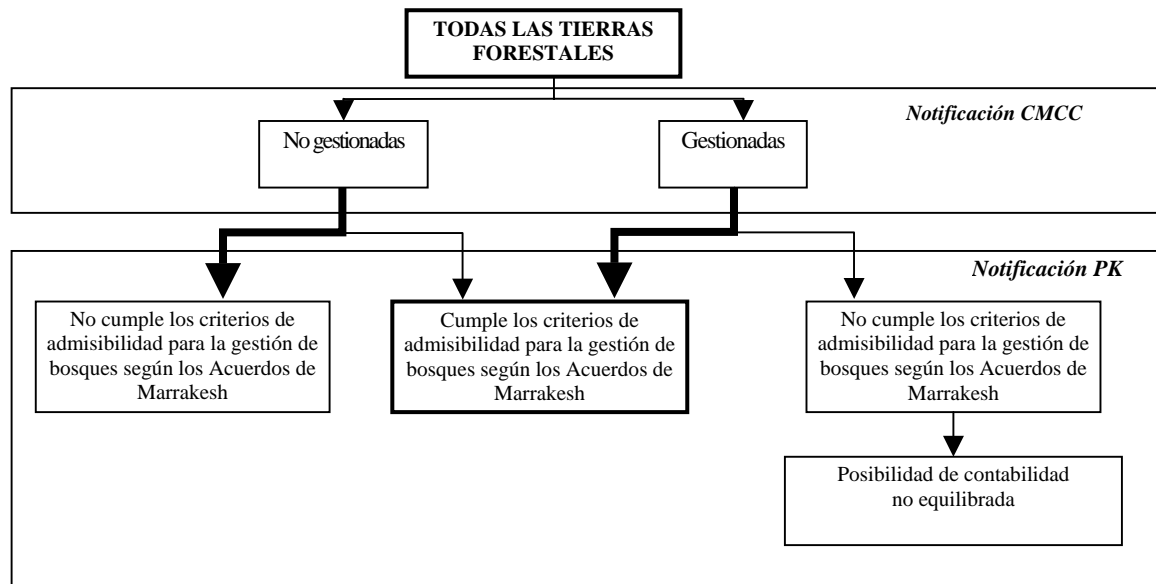 TODAS LAS TIERRAS
FORESTALES
Notificación CMCC
No gestionadas
Gestionadas
Notificación PK
No cumple los criterios de
admisibilidad para la gestión de
bosques según los Acuerdos de
Marrakesh
Cumple los criterios de
admisibilidad para la gestión de
bosques según los Acuerdos de
Marrakesh
No cumple los criterios de
admisibilidad para la gestión de
bosques según los Acuerdos de
Marrakesh
Posibilidad de contabilidad
no equilibrada